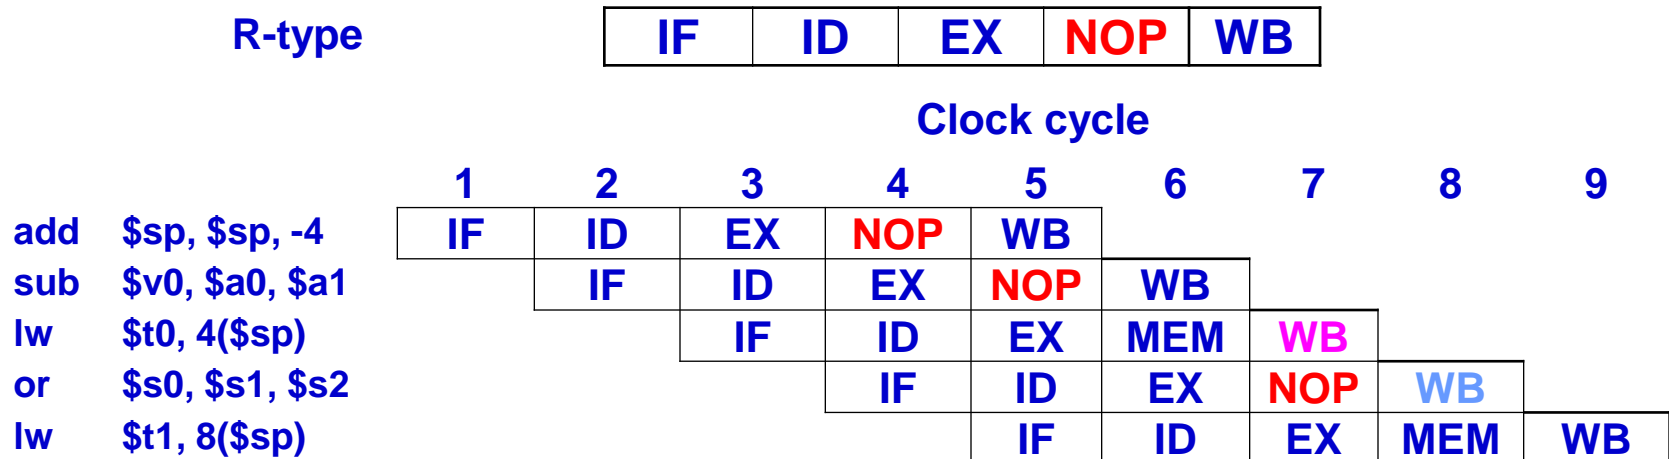 R-type IF ID EX NOP WB
Clock cycle
1 2 3 4 5 6 7 8 9
add $sp, $sp, -4 IF ID EX NOP WB
sub $v0, $a0, $a1 IF ID EX NOP WB
lw $t0, 4($sp) IF ID EX MEM WB
or $s0, $s1, $s2 IF ID EX NOP WB
lw $t1, 8($sp) IF ID EX MEM WB